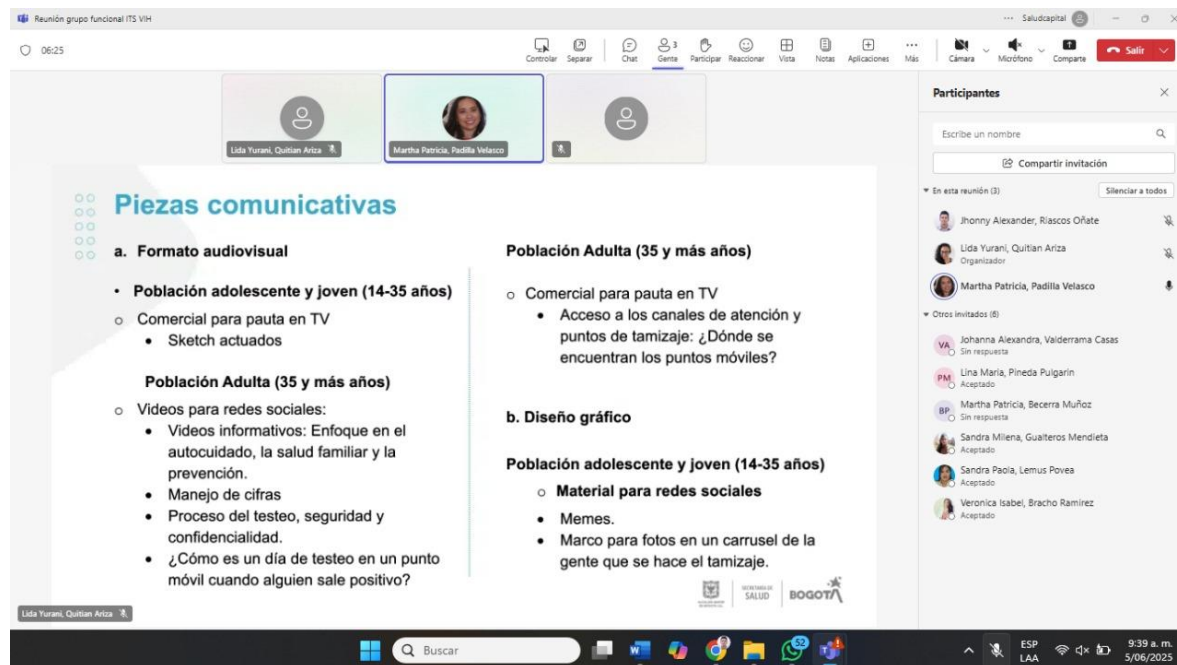 Reunión grupo funcional ITS VIH
Saludcapital
06:25
Controlar
Separar
Chat
3
Gente
Participar
Reaccionar
Vista
Notas
Aplicaciones
Más
Cámara
Micrófono
Comparte
Salir
Lida Yurani, Quitian Ariza
Martha Patricia, Padilla Velasco
Piezas comunicativas
a. Formato audiovisual
• Población adolescente y joven (14-35 años)
o Comercial para pauta en TV
• Sketch actuados
Población Adulta (35 y más años)
o Videos para redes sociales:
• Videos informativos: Enfoque en el
autocuidado, la salud familiar y la
prevención.
• Manejo de cifras
• Proceso del testeo, seguridad y
confidencialidad.
• ¿Cómo es un día de testeo en un punto
móvil cuando alguien sale positivo?
Población Adulta (35 y más años)
o Comercial para pauta en TV
• Acceso a los canales de atención y
puntos de tamizaje: ¿Dónde se
encuentran los puntos móviles?
b. Diseño gráfico
Población adolescente y joven (14-35 años)
o Material para redes sociales
• Memes.
• Marco para fotos en un carrusel de la
gente que se hace el tamizaje.
SALUD
BOGOTÁ
Lida Yurani, Quitian Ariza
Participantes
Escribe un nombre
Compartir invitación
En esta reunión (3)
Silenciar a todos
Jhonny Alexander, Riascos Oñate
Lida Yurani, Quitian Ariza
Organizador
Martha Patricia, Padilla Velasco
Otros invitados (6)
VA
Johanna Alexandra, Valderrama Casas
Sin respuesta
PM
Lina Maria, Pineda Pulgarin
Aceptado
BP
Martha Patricia, Becerra Muñoz
Sin respuesta
Sandra Milena, Gualteros Mendieta
Aceptado
Sandra Paola, Lemus Povea
Aceptado
Veronica Isabel, Bracho Ramirez
Aceptado
Buscar
52
ESP
LAA
9:39 a. m.
5/06/2025